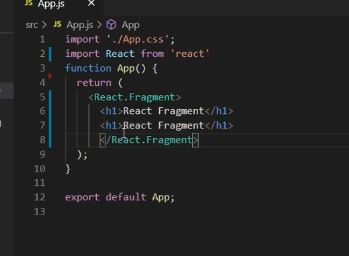 JS App.js X
src > JS App.js > App
1 import './App.css';
2 import React from 'react'
3 function App() {
4 return (
5 <React.Fragment>
6 <h1>React Fragment</h1>
7 <h1>React Fragment</h1>
8 </React.Fragment>
9 );
10 }
11
12 export default App;
13